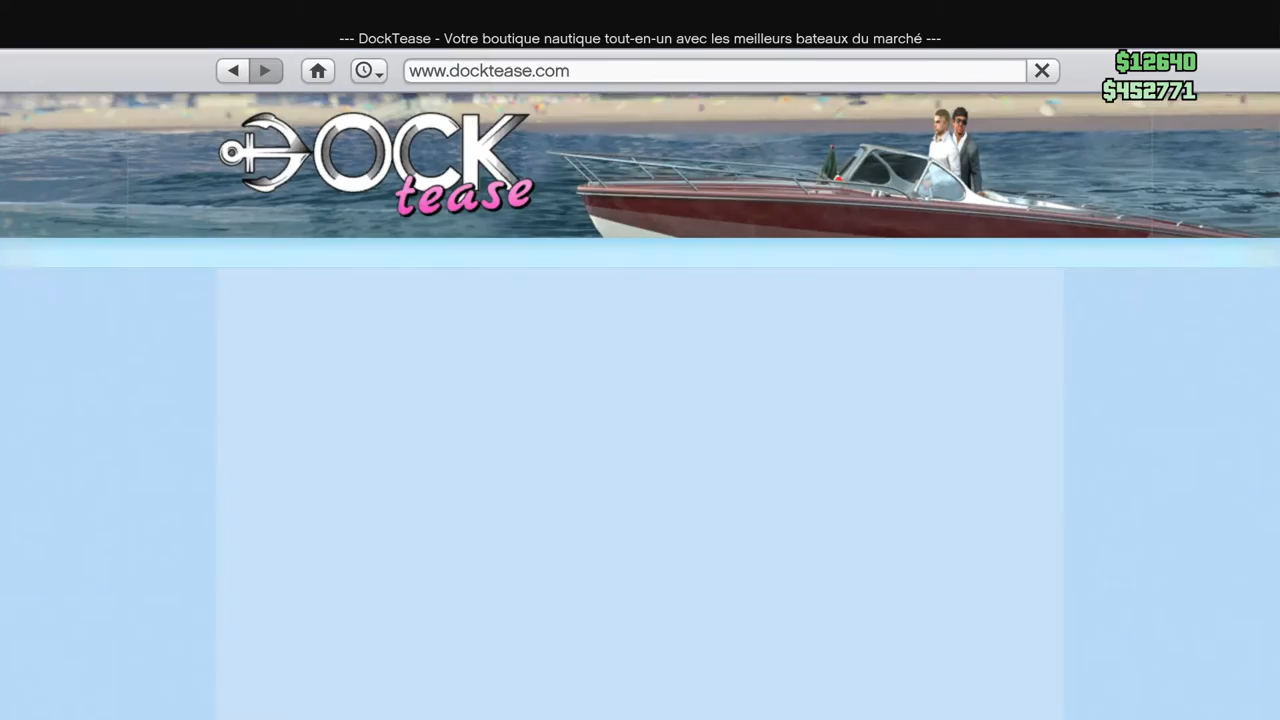 --- DockTease - Votre boutique nautique tout-en-un avec les meilleurs bateaux du marché ---
www.docktease.com
$12640
$452771
DOCK
tease